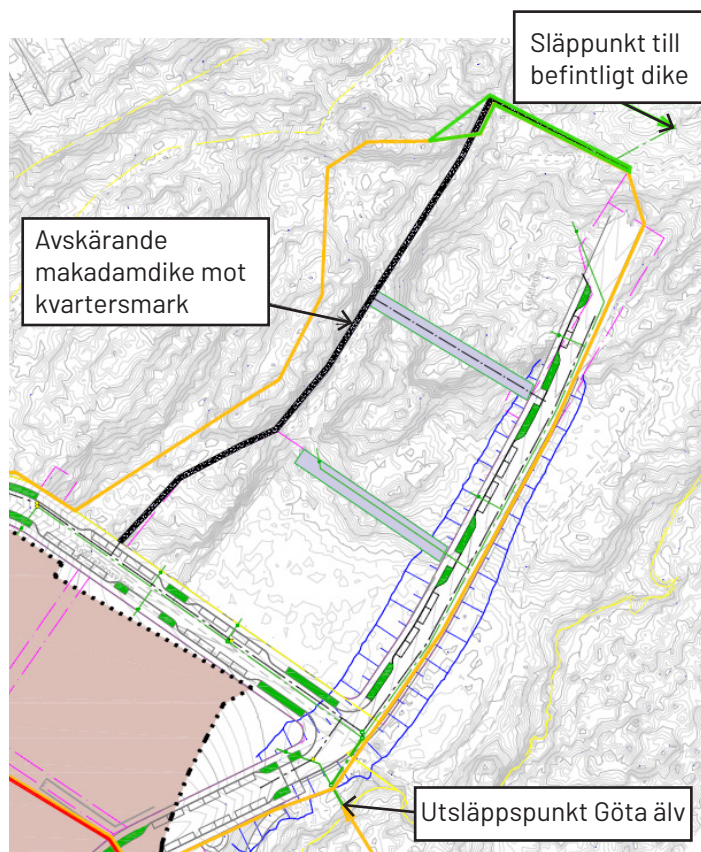 Släppunkt till
befintligt dike
Avskärande
makadamdike mot
kvartersmark
Utsläppspunkt Göta älv